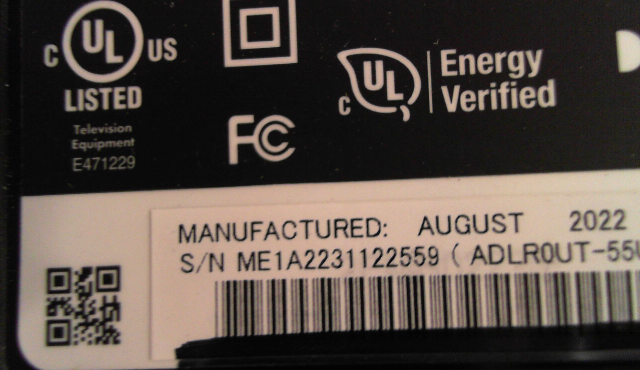 C UL US
LISTED
Television
Equipment
E471229
FC
C UL Energy
Verified
MANUFACTURED: AUGUST 2022
S/N ME1A2231122559 ( ADLR0UT-55